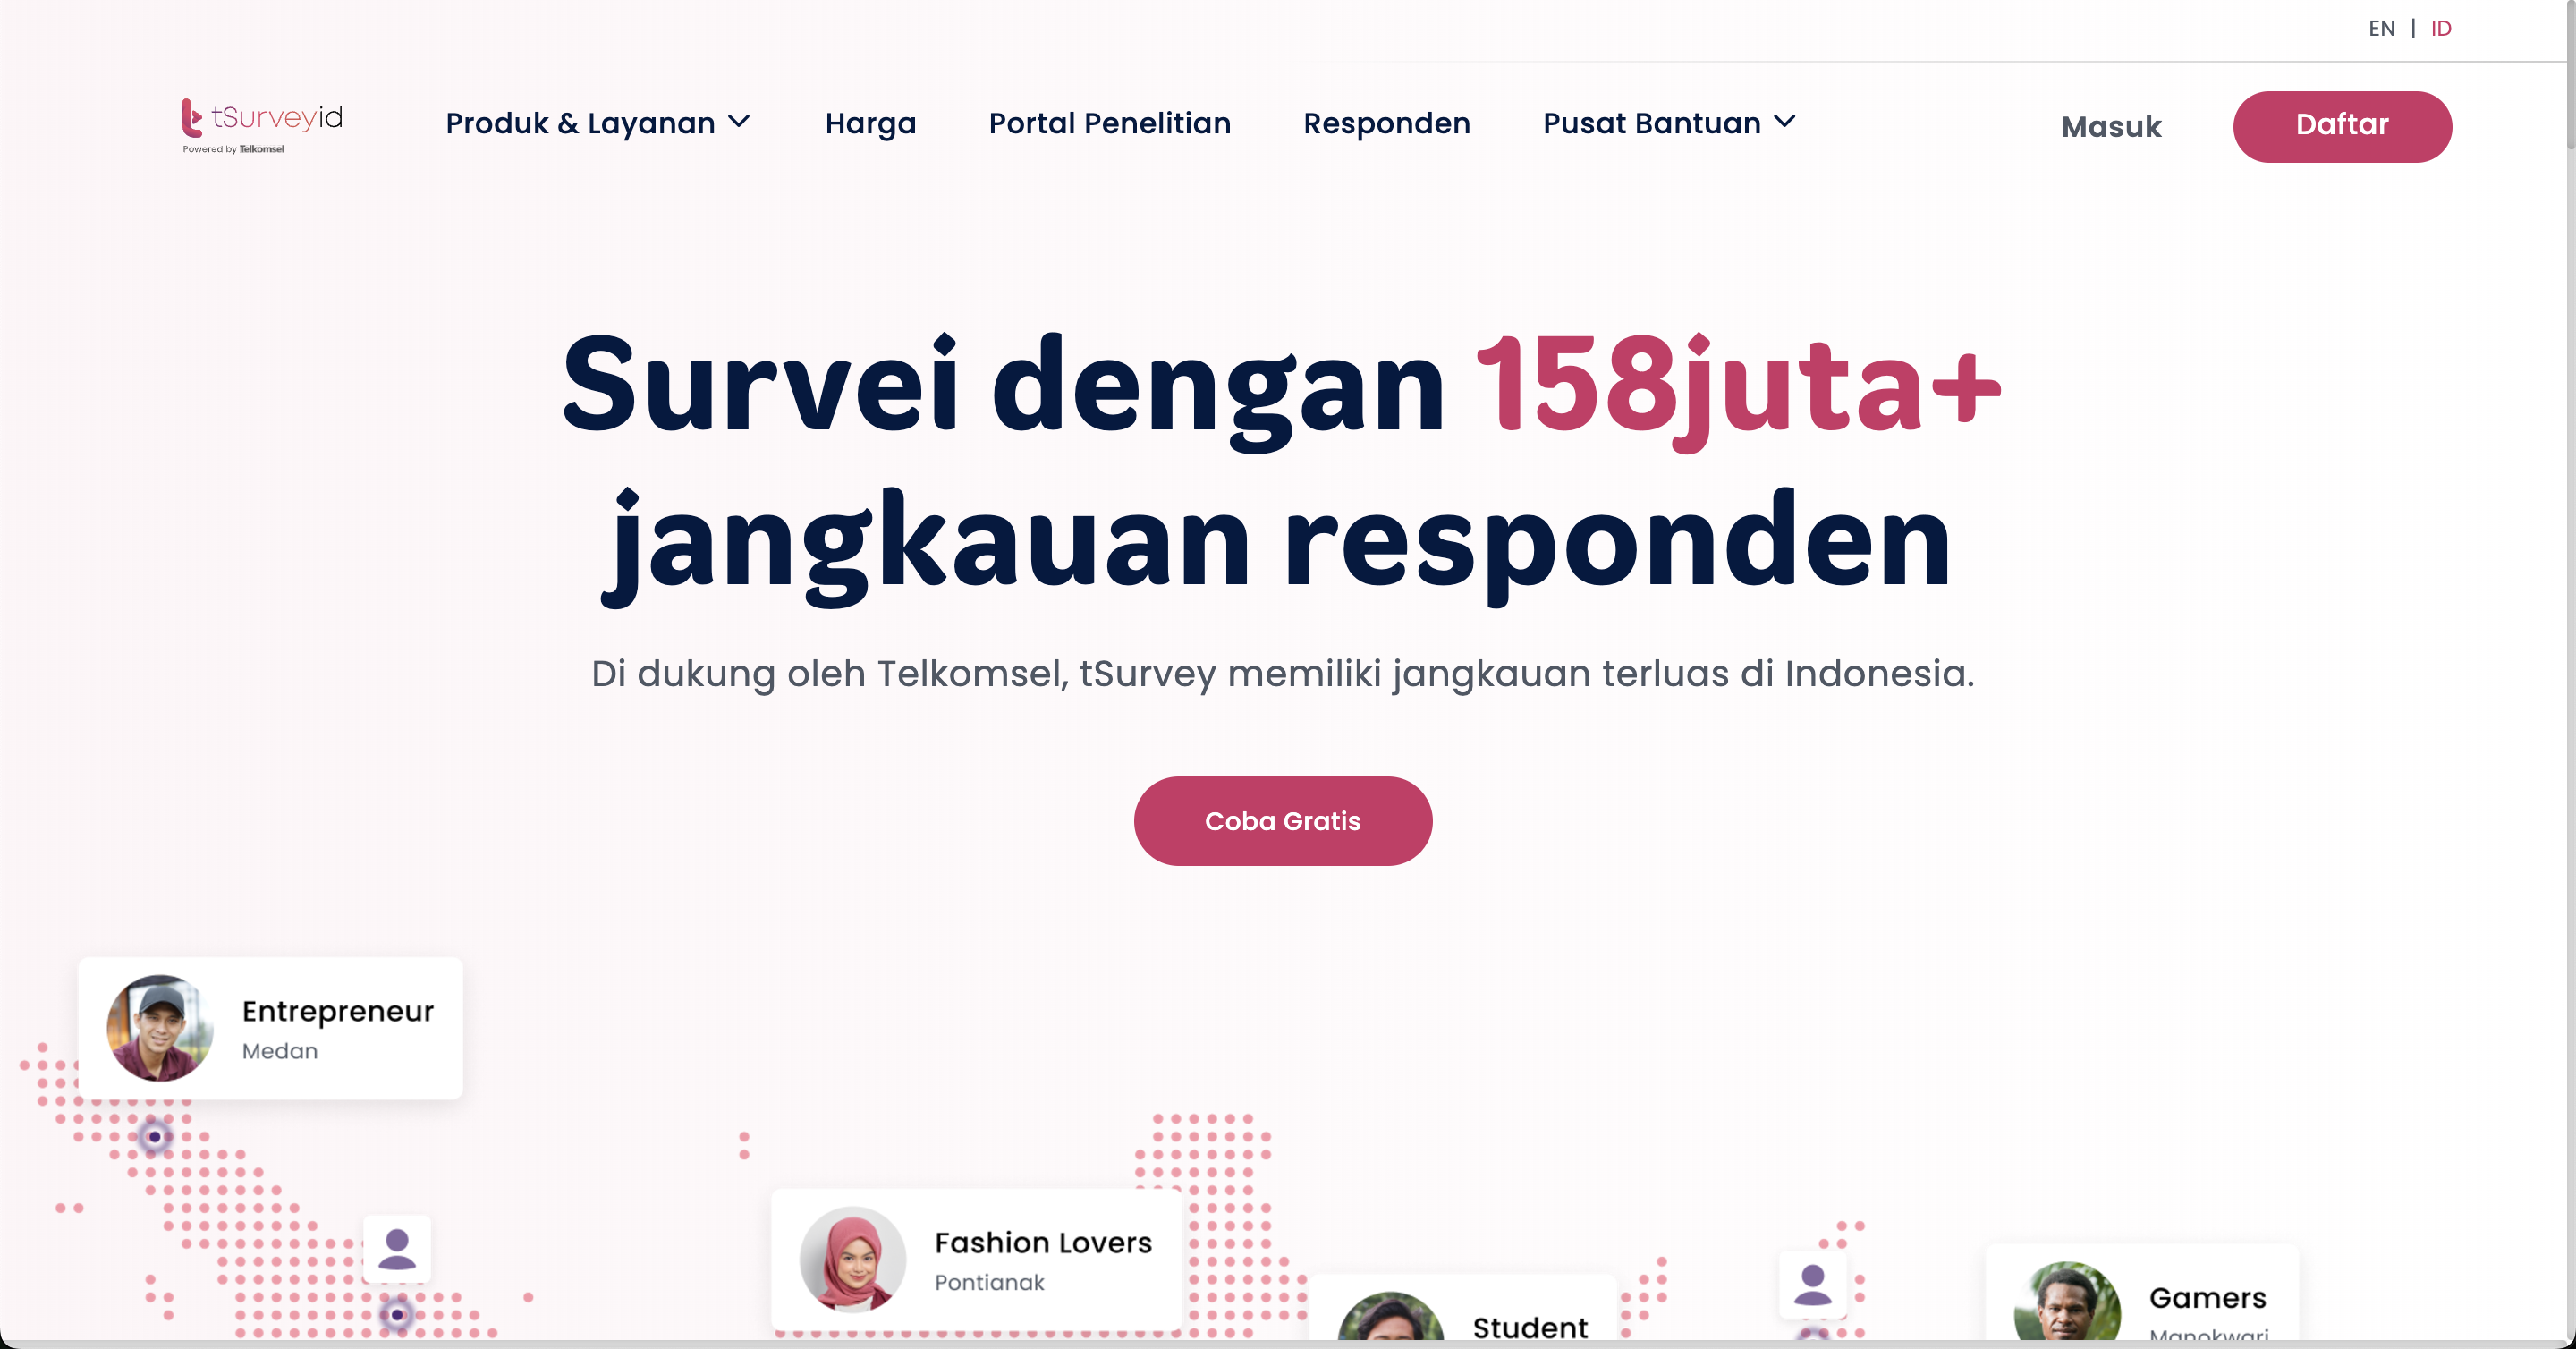 EN | ID
tSurveyid
Powered by Telkomsel
Produk & Layanan
Harga
Portal Penelitian
Responden
Pusat Bantuan
Masuk
Daftar
Survei dengan 158juta+
jangkauan responden
Di dukung oleh Telkomsel, tSurvey memiliki jangkauan terluas di Indonesia.
Coba Gratis
Entrepreneur
Medan
Fashion Lovers
Pontianak
Student
Gamers
Manokwari